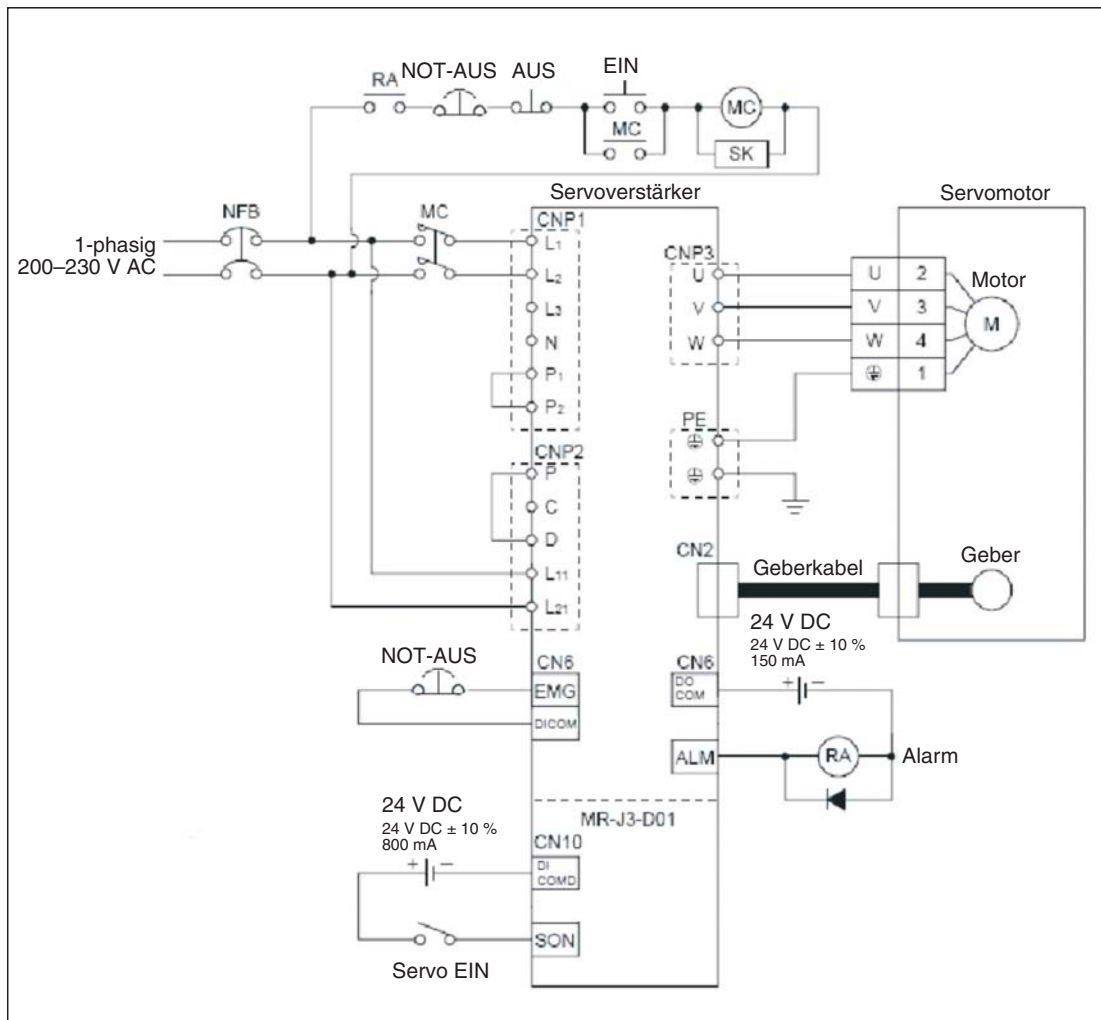 RA
NOT-AUS
AUS
EIN
MC
MC
SK
NFB
MC
1-phasig
200–230 V AC
Servoverstärker
Servomotor
CNP1
L1
L2
L3
N
P1
P2
CNP2
P
C
D
L11
L21
CNP3
U
V
W
PE
U 2
V 3
W 4
1
Motor
M
CN2
Geberkabel
Geber
24 V DC
24 V DC ± 10 %
150 mA
+ −
NOT-AUS
CN6
EMG
DICOM
CN6
DO
COM
ALM
RA
Alarm
MR-J3-D01
24 V DC
24 V DC ± 10 %
800 mA
+ −
CN10
DI
COMD
SON
Servo EIN